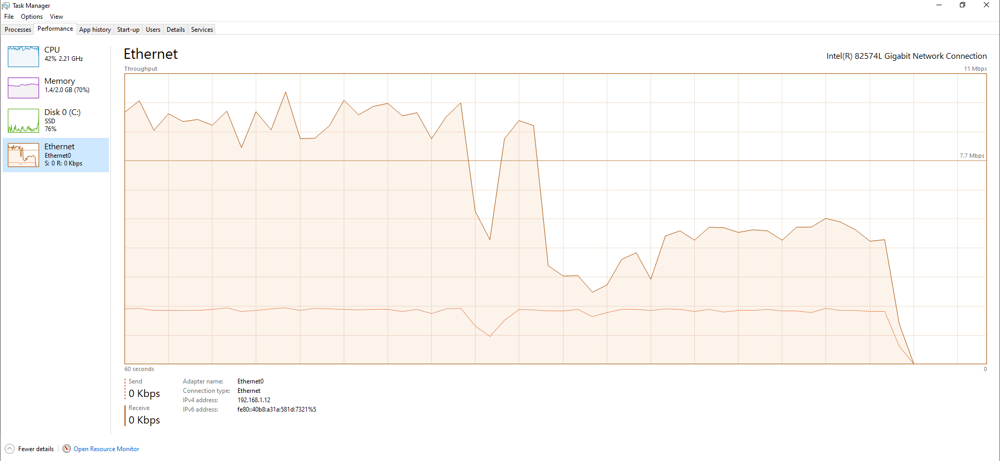 Task Manager
File Options View
Processes Performance App history Start-up Users Details Services
CPU
42% 2.21 GHz
Memory
1.4/2.0 GB (70%)
Disk 0 (C:)
SSD
76%
Ethernet
Ethernet0
S: 0 R: 0 Kbps
Ethernet
Intel(R) 82574L Gigabit Network Connection
Throughput
11 Mbps
7.7 Mbps
60 seconds
0
Send
0 Kbps
Receive
0 Kbps
Adapter name: Ethernet0
Connection type: Ethernet
IPv4 address: 192.168.1.12
IPv6 address: fe80::40b8:a31a:581d:7321%5
Fewer details
Open Resource Monitor